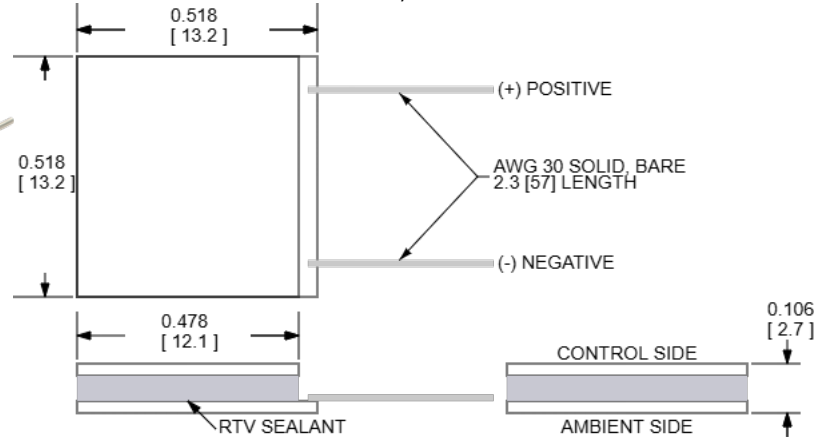 0.518
[ 13.2 ]
(+) POSITIVE
0.518
[ 13.2 ]
AWG 30 SOLID, BARE
2.3 [57] LENGTH
(-) NEGATIVE
0.478
[ 12.1 ]
0.106
[ 2.7 ]
CONTROL SIDE
RTV SEALANT
AMBIENT SIDE